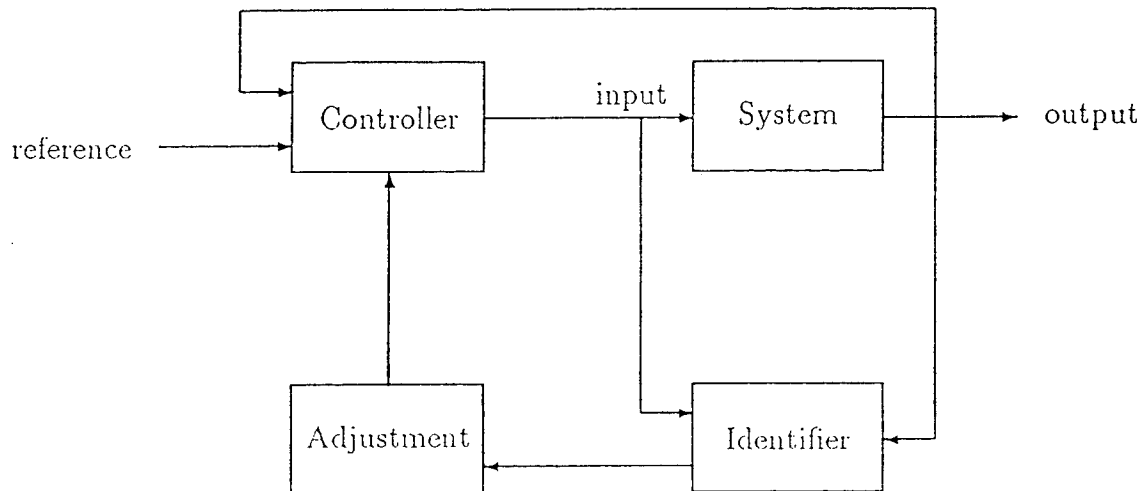 Controller
input
System
output
reference
Adjustment
Identifier